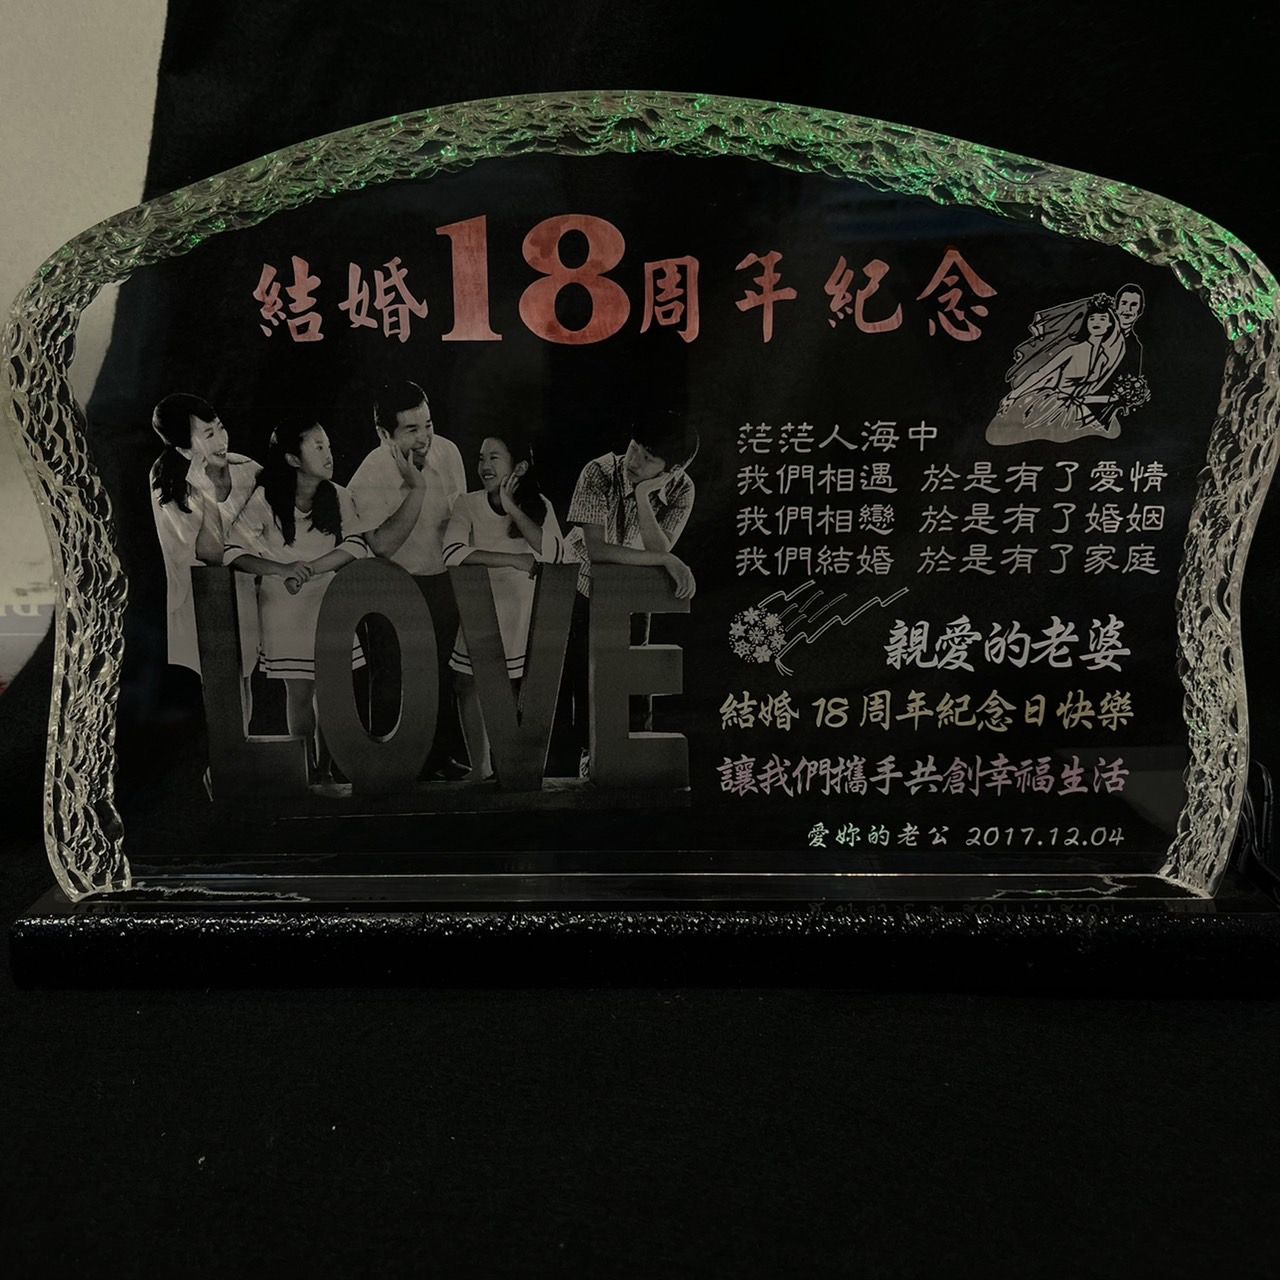 結婚18周年紀念
茫茫人海中
我們相遇 於是有了愛情
我們相戀 於是有了婚姻
我們結婚 於是有了家庭
親愛的老婆
結婚 18 周年紀念日快樂
讓我們攜手共創幸福生活
愛妳的老公 2017.12.04
LOVE